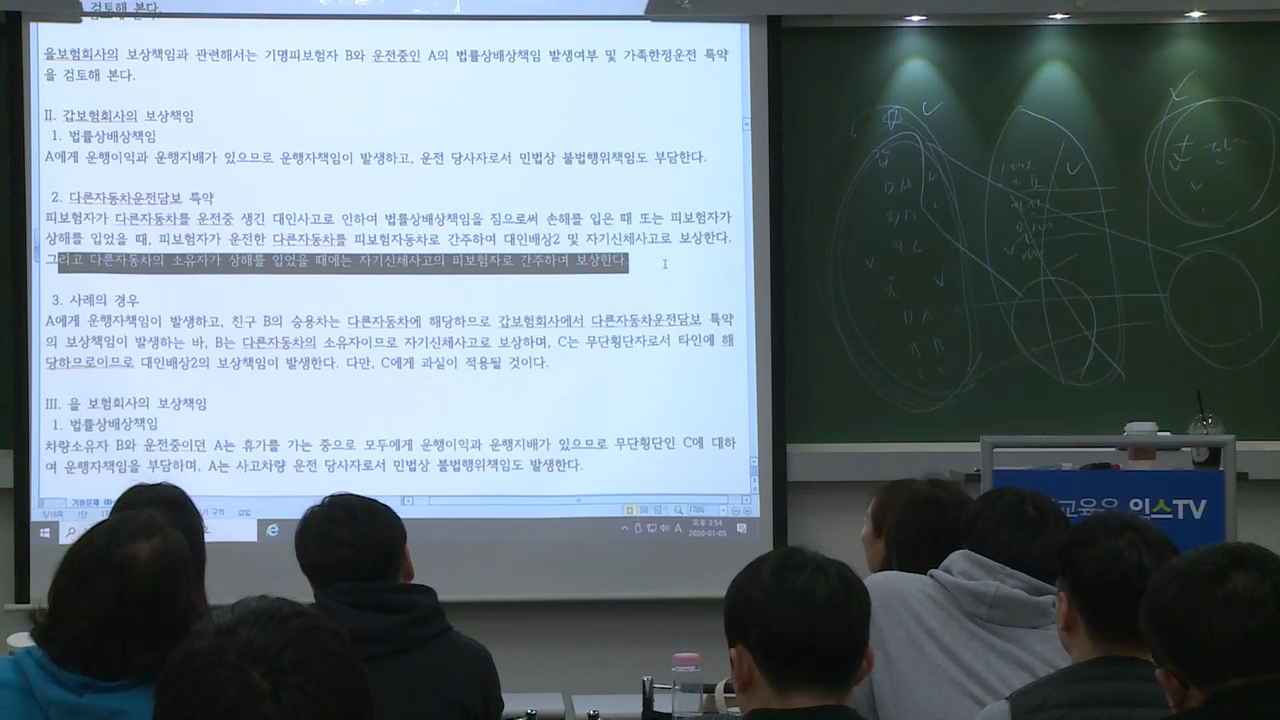 검토해 본다.
을보험회사의 보상책임과 관련해서는 기명피보험자 B와 운전중인 A의 법률상배상책임 발생여부 및 가족한정운전 특약
을 검토해 본다.
II. 갑보험회사의 보상책임
1. 법률상배상책임
A에게 운행이익과 운행지배가 있으므로 운행자책임이 발생하고, 운전 당사자로서 민법상 불법행위책임도 부담한다.
2. 다른자동차운전담보 특약
피보험자가 다른자동차를 운전중 생긴 대인사고로 인하여 법률상배상책임을 짐으로써 손해를 입은 때 또는 피보험자가
상해를 입었을 때, 피보험자가 운전한 다른자동차를 피보험자동차로 간주하여 대인배상2 및 자기신체사고로 보상한다.
그리고 다른자동차의 소유자가 상해를 입었을 때에는 자기신체사고의 피보험자로 간주하여 보상한다
3. 사례의 경우
A에게 운행자책임이 발생하고, 친구 B의 승용차는 다른자동차에 해당하므로 갑보험회사에서 다른자동차운전담보 특약
의 보상책임이 발생하는 바, B는 다른자동차의 소유자이므로 자기신체사고로 보상하며, C는 무단횡단자로서 타인에 해
당하므로이므로 대인배상2의 보상책임이 발생한다. 다만, C에게 과실이 적용될 것이다.
III. 을 보험회사의 보상책임
1. 법률상배상책임
차량소유자 B와 운전중이던 A는 휴가를 가는 중으로 모두에게 운행이익과 운행지배가 있으므로 무단횡단인 C에 대하
여 운행자책임을 부담하며, A는 사고차량 운전 당사자로서 민법상 불법행위책임도 발생한다.
구역 삽입
170%
A 오후 3:54
2020-01-05
교육은 인스TV